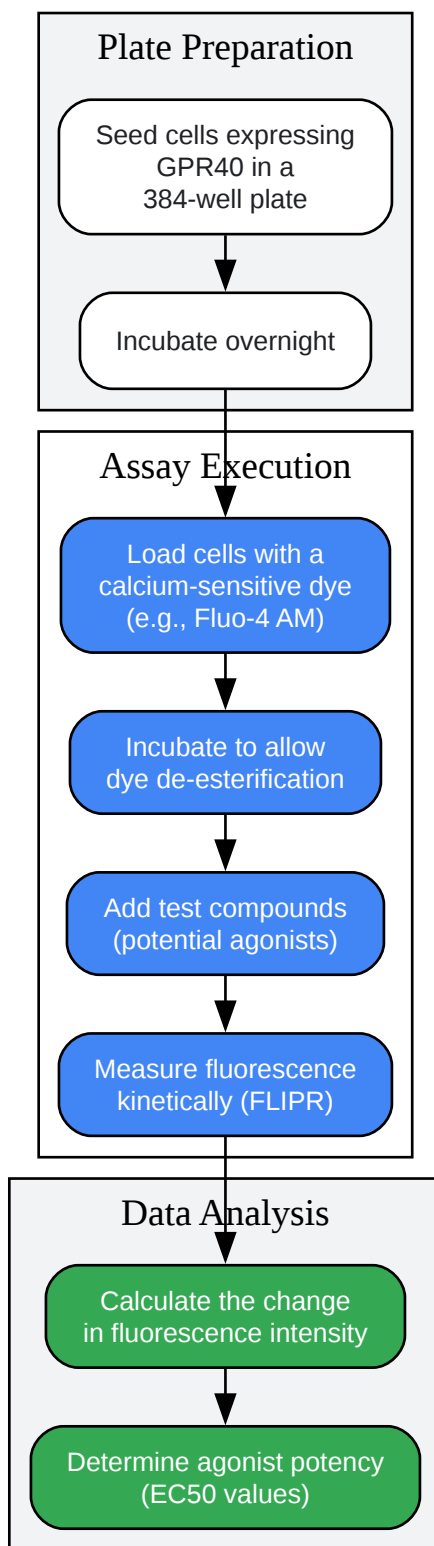 Plate Preparation
Seed cells expressing
GPR40 in a
384-well plate
Incubate overnight
Assay Execution
Load cells with a
calcium-sensitive dye
(e.g., Fluo-4 AM)
Incubate to allow
dye de-esterification
Add test compounds
(potential agonists)
Measure fluorescence
kinetically (FLIPR)
Data Analysis
Calculate the change
in fluorescence intensity
Determine agonist potency
(EC50 values)